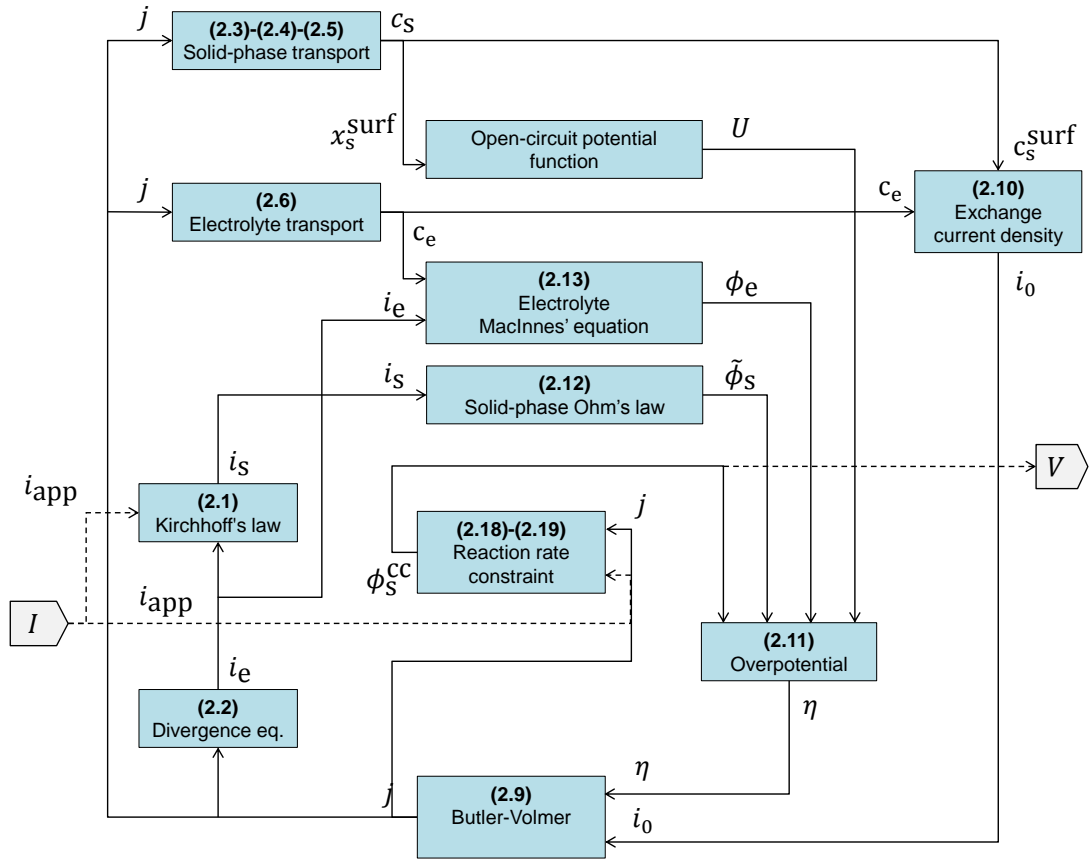 j
(2.3)-(2.4)-(2.5)
Solid-phase transport
c_s
x_s^surf
Open-circuit potential
function
U
c_s^surf
j
(2.6)
Electrolyte transport
c_e
c_e
(2.10)
Exchange
current density
i_e
(2.13)
Electrolyte
MacInnes' equation
ϕ_e
i_0
i_s
(2.12)
Solid-phase Ohm's law
ϕ̃_s
i_s
i_app
(2.1)
Kirchhoff's law
V
j
(2.18)-(2.19)
Reaction rate
constraint
ϕ_s^cc
I
i_app
(2.11)
Overpotential
i_e
(2.2)
Divergence eq.
η
η
j
(2.9)
Butler-Volmer
i_0